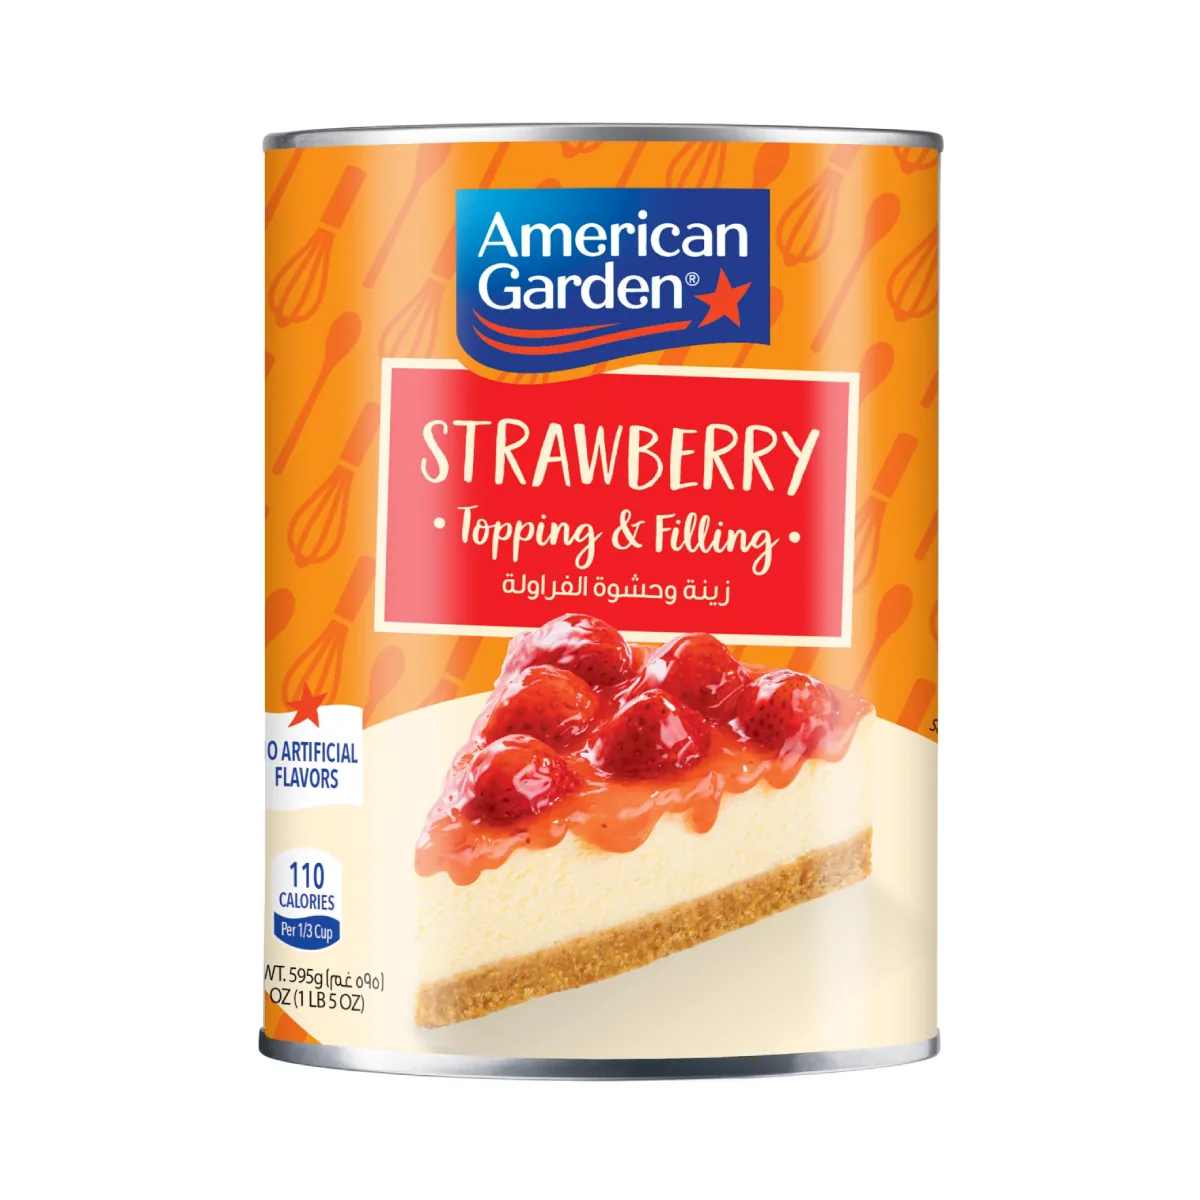 American
Garden®
STRAWBERRY
• Topping & Filling •
زينة وحشوة الفراولة
O ARTIFICIAL
FLAVORS
110
CALORIES
Per 1/3 Cup
WT. 595g (٥٩٥ غم)
OZ (1 LB 5 OZ)